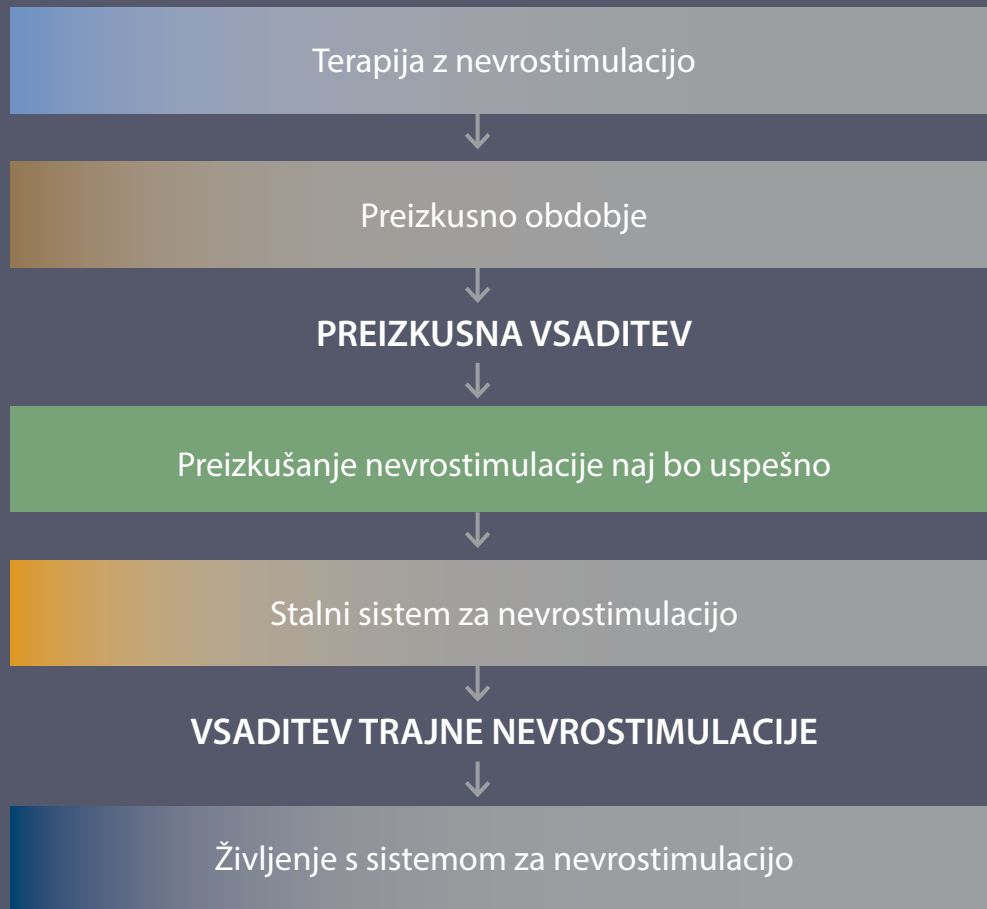 Terapija z nevrostimulacijo
Preizkusno obdobje
PREIZKUSNA VSADITEV
Preizkušanje nevrostimulacije naj bo uspešno
Stalni sistem za nevrostimulacijo
VSADITEV TRAJNE NEVROSTIMULACIJE
Življenje s sistemom za nevrostimulacijo